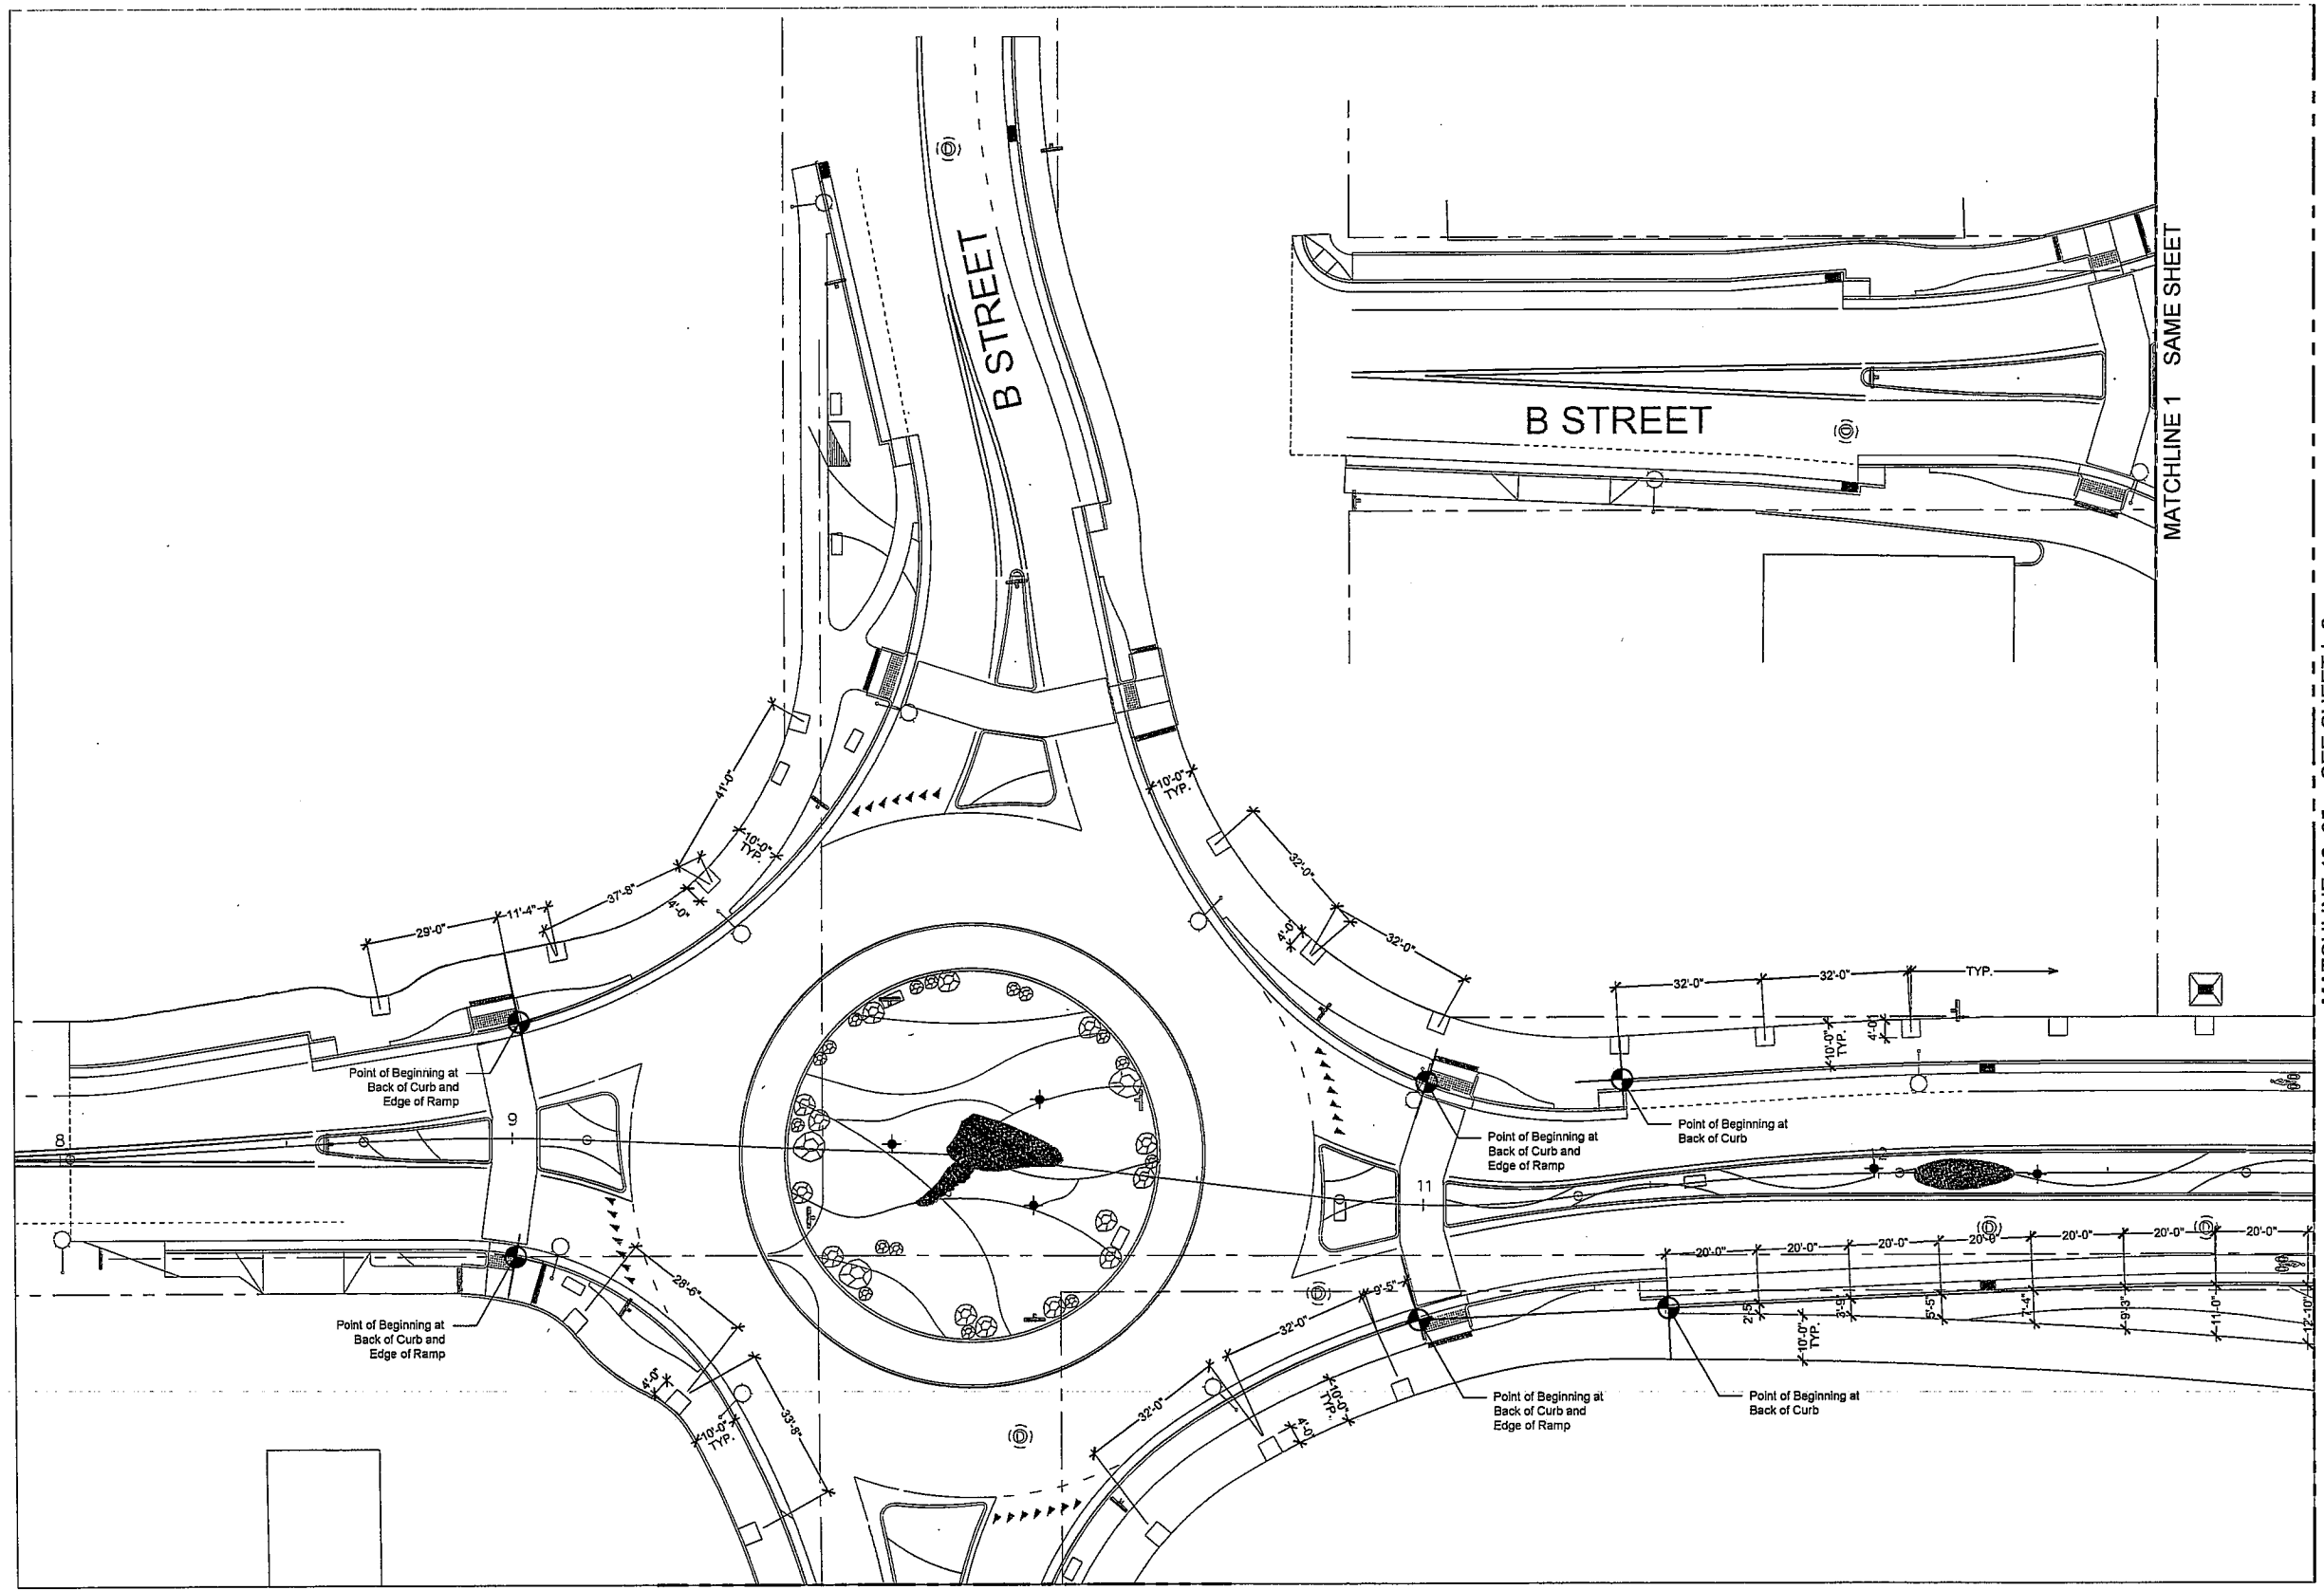 B STREET
B STREET
MATCHLINE 1 SAME SHEET
41'-0"
10'-0"
TYP.
10'-0"
TYP.
37'-8"
4'-0"
11'-4"
29'-0"
32'-0"
4'-0"
32'-0"
32'-0"
32'-0"
TYP.
10'-0"
TYP.
4'-0"
Point of Beginning at
Back of Curb and
Edge of Ramp
8
9
11
Point of Beginning at
Back of Curb and
Edge of Ramp
Point of Beginning at
Back of Curb
20'-0"
20'-0"
20'-0"
20'-0"
20'-0"
20'-0"
20'-0"
2'-5"
3'-9"
5'-5"
7'-4"
9'-3"
11'-0"
12'-10"
10'-0"
TYP.
28'-6"
Point of Beginning at
Back of Curb and
Edge of Ramp
4'-0"
10'-0"
TYP.
33'-8"
9'-5"
32'-0"
32'-0"
10'-0"
TYP.
4'-0"
Point of Beginning at
Back of Curb and
Edge of Ramp
Point of Beginning at
Back of Curb